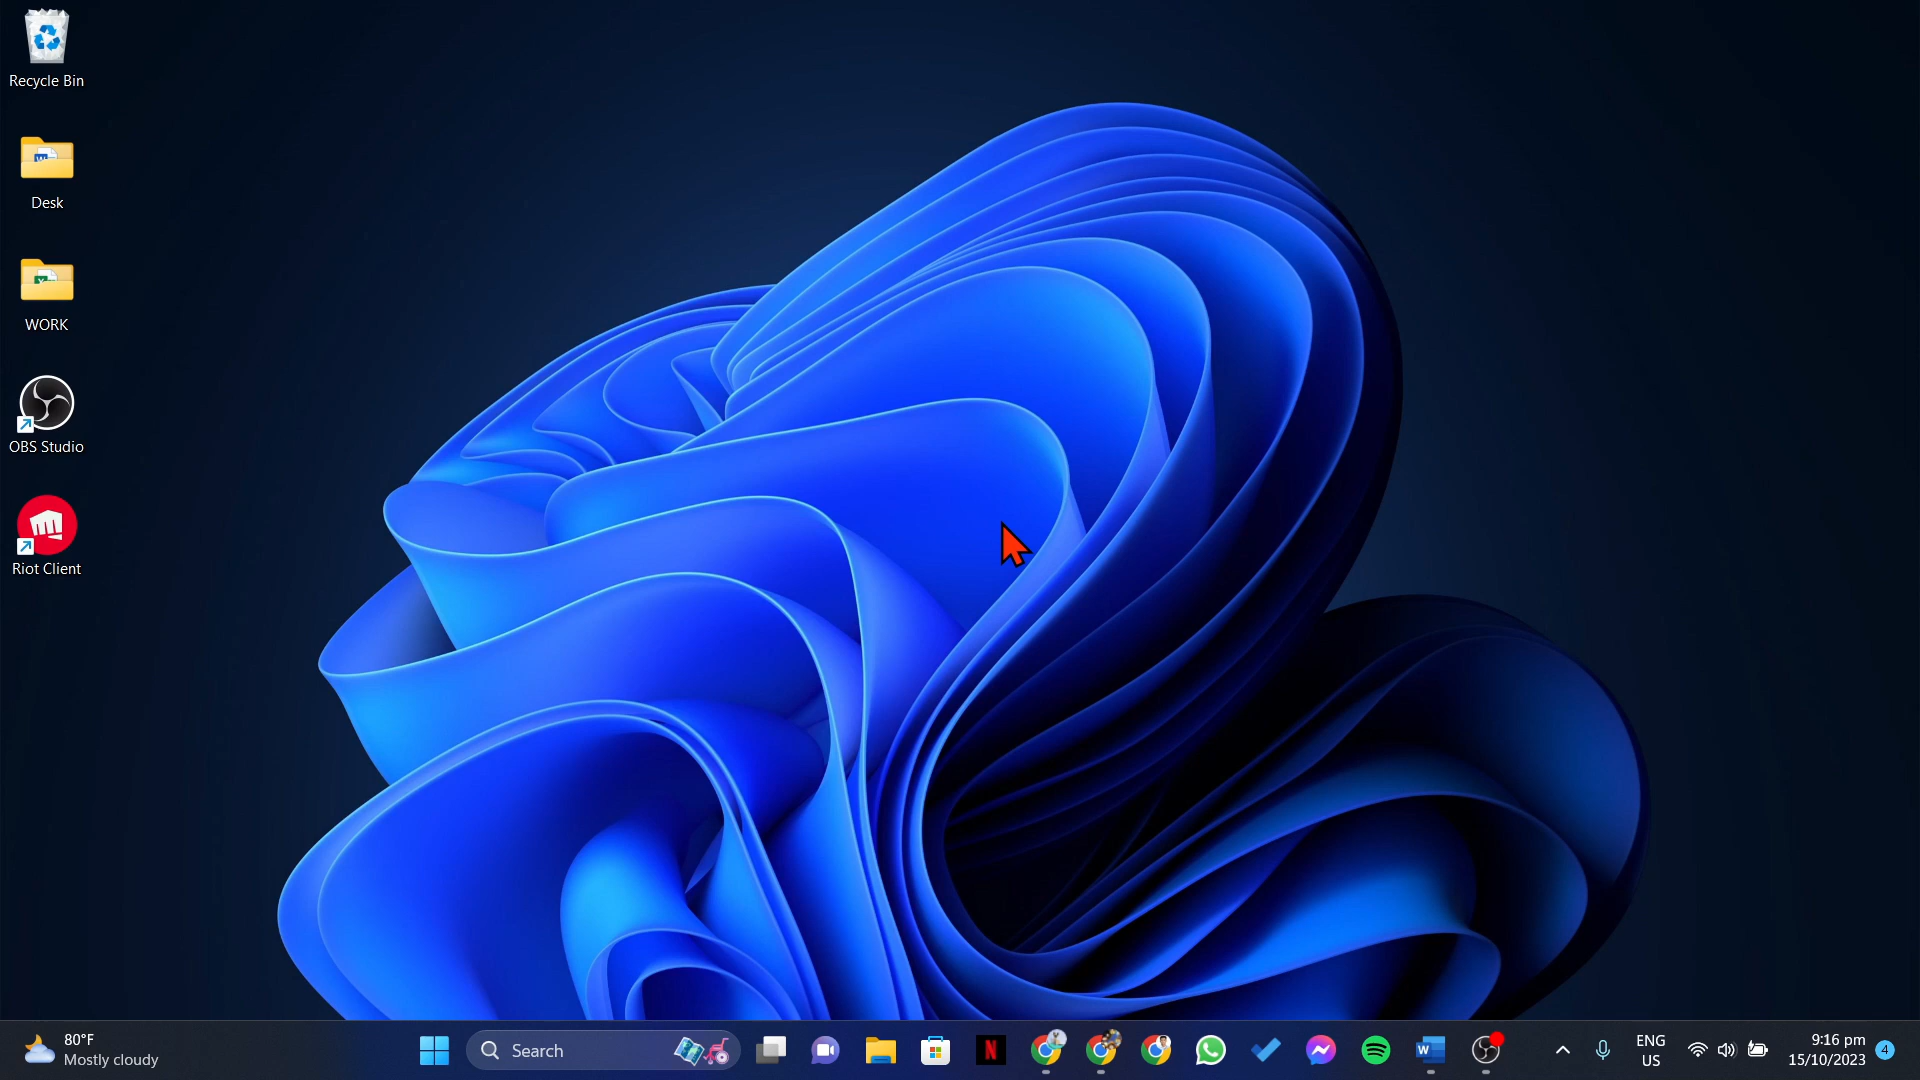 Recycle Bin
Desk
WORK
OBS Studio
Riot Client
80°F
Mostly cloudy
Search
N
W
ENG
US
9:16 pm
15/10/2023
4